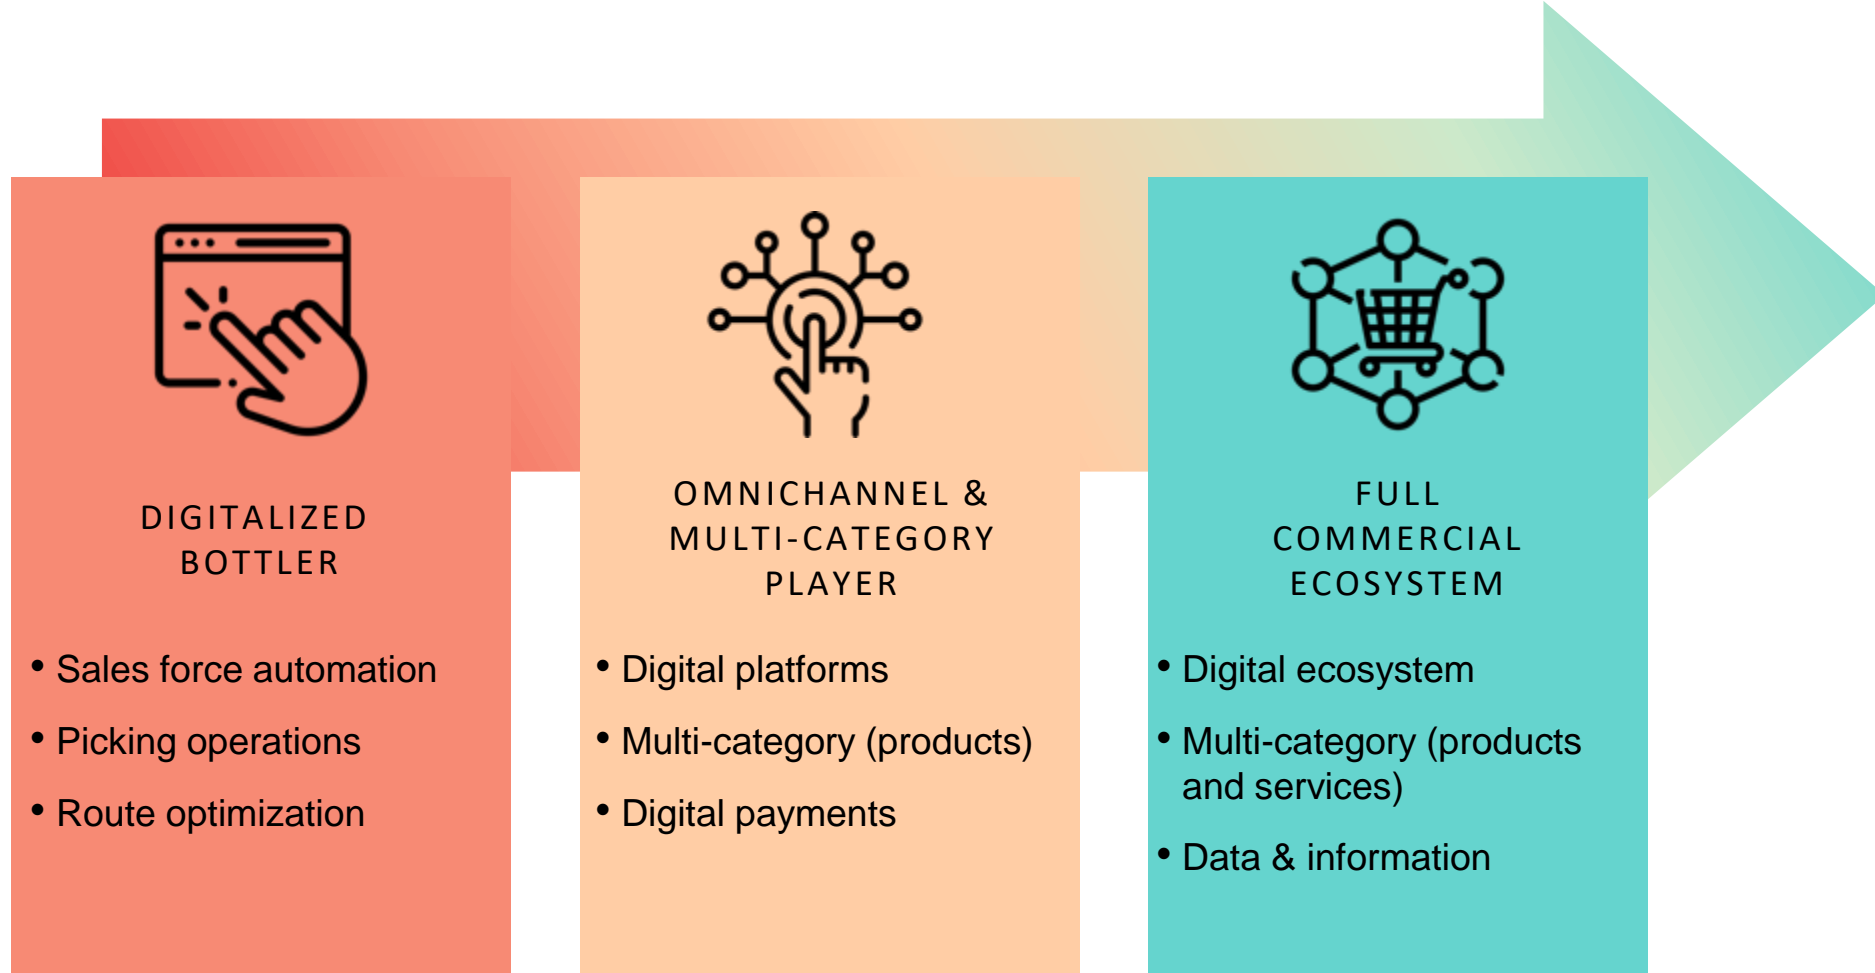 DIGITALIZED
BOTTLER
• Sales force automation
• Picking operations
• Route optimization
OMNICHANNEL &
MULTI-CATEGORY
PLAYER
• Digital platforms
• Multi-category (products)
• Digital payments
FULL
COMMERCIAL
ECOSYSTEM
• Digital ecosystem
• Multi-category (products
and services)
• Data & information